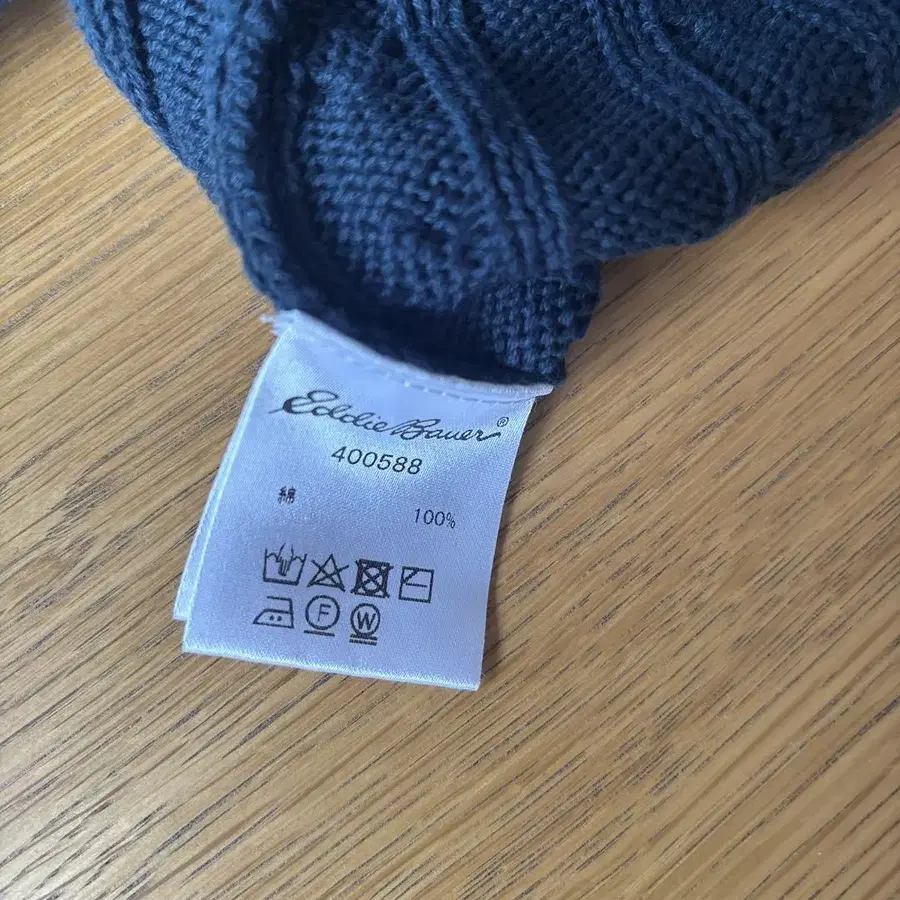 Eddie Bauer®
400588
綿 100%
F W